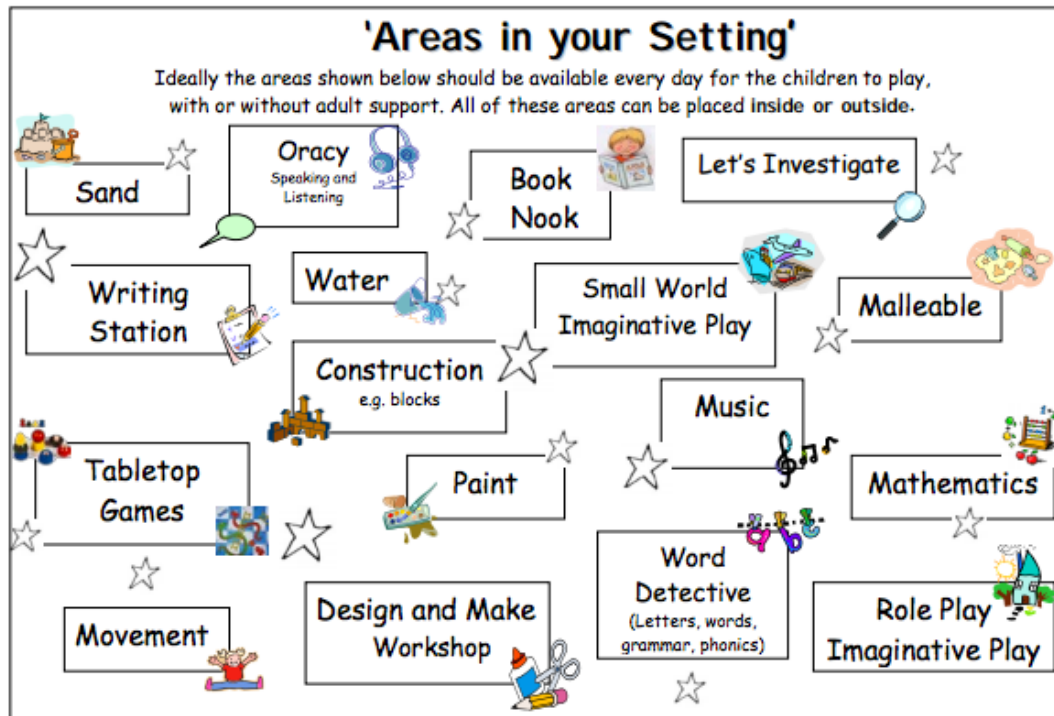 'Areas in your Setting'
Ideally the areas shown below should be available every day for the children to play,
with or without adult support. All of these areas can be placed inside or outside.
Sand
Oracy
Speaking and
Listening
Book
Nook
Let's Investigate
Writing
Station
Water
Small World
Imaginative Play
Malleable
Construction
e.g. blocks
Music
Tabletop
Games
Paint
Mathematics
Movement
Design and Make
Workshop
Word
Detective
(Letters, words,
grammar, phonics)
Role Play
Imaginative Play